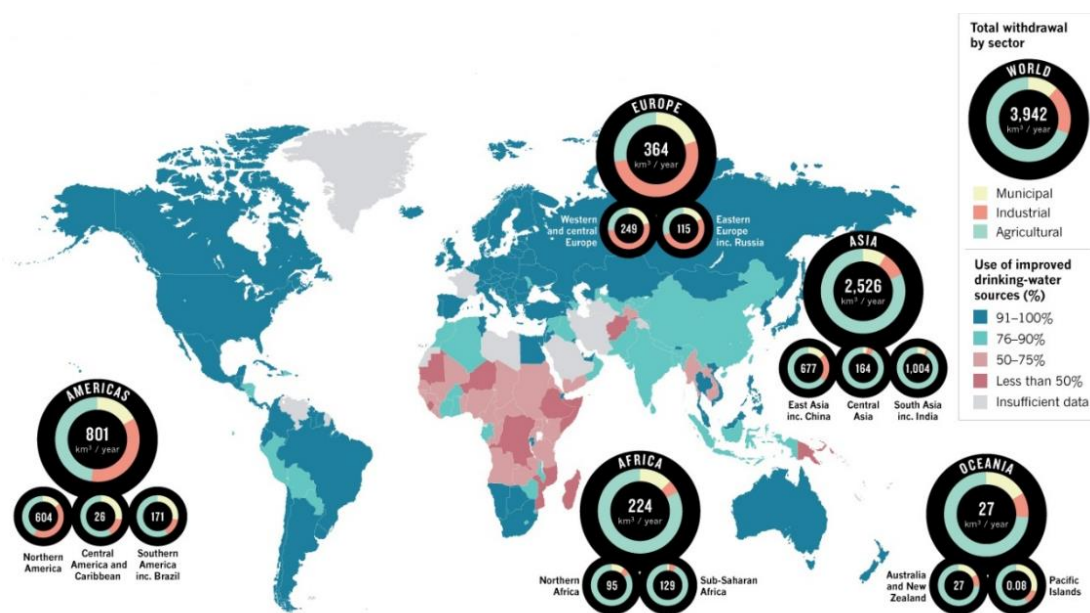 Total withdrawal
by sector
WORLD
3,942
km³ / year
Municipal
Industrial
Agricultural
Use of improved
drinking-water
sources (%)
91–100%
76–90%
50–75%
Less than 50%
Insufficient data
EUROPE
364
km³ / year
Western
and central
Europe
249
115
Eastern
Europe
inc. Russia
ASIA
2,526
km³ / year
677
164
1,004
East Asia
inc. China
Central
Asia
South Asia
inc. India
AMERICAS
801
km³ / year
604
26
171
Northern
America
Central
America and
Caribbean
Southern
America
inc. Brazil
AFRICA
224
km³ / year
Northern
Africa
95
129
Sub-Saharan
Africa
OCEANIA
27
km³ / year
Australia
and New
Zealand
27
0.08
Pacific
Islands